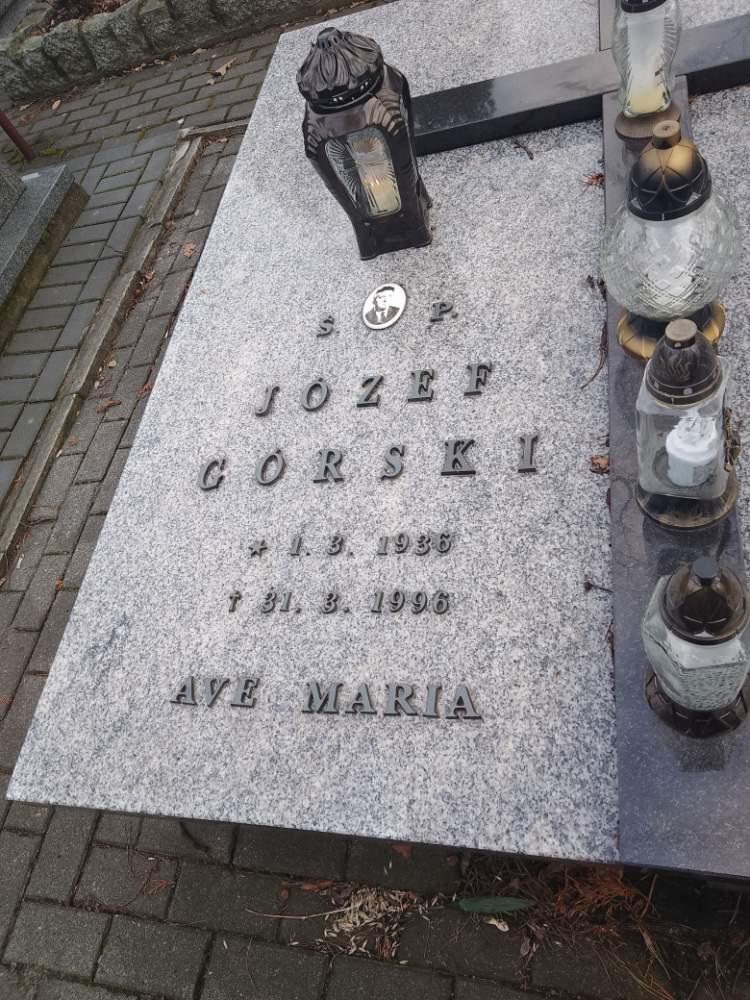 Ś. P.
JÓZEF
GÓRSKI
★ 1. 3. 1936
† 31. 3. 1996
AVE MARIA